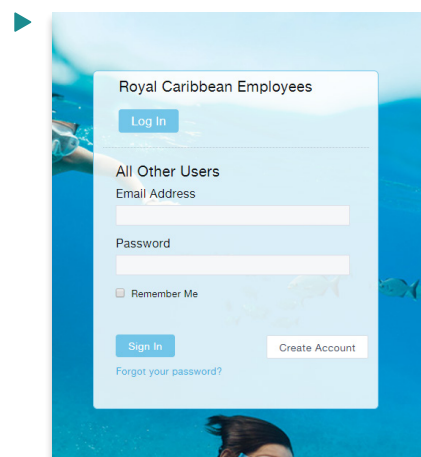 Royal Caribbean Employees
Log In
All Other Users
Email Address
Password
Remember Me
Sign In
Create Account
Forgot your password?